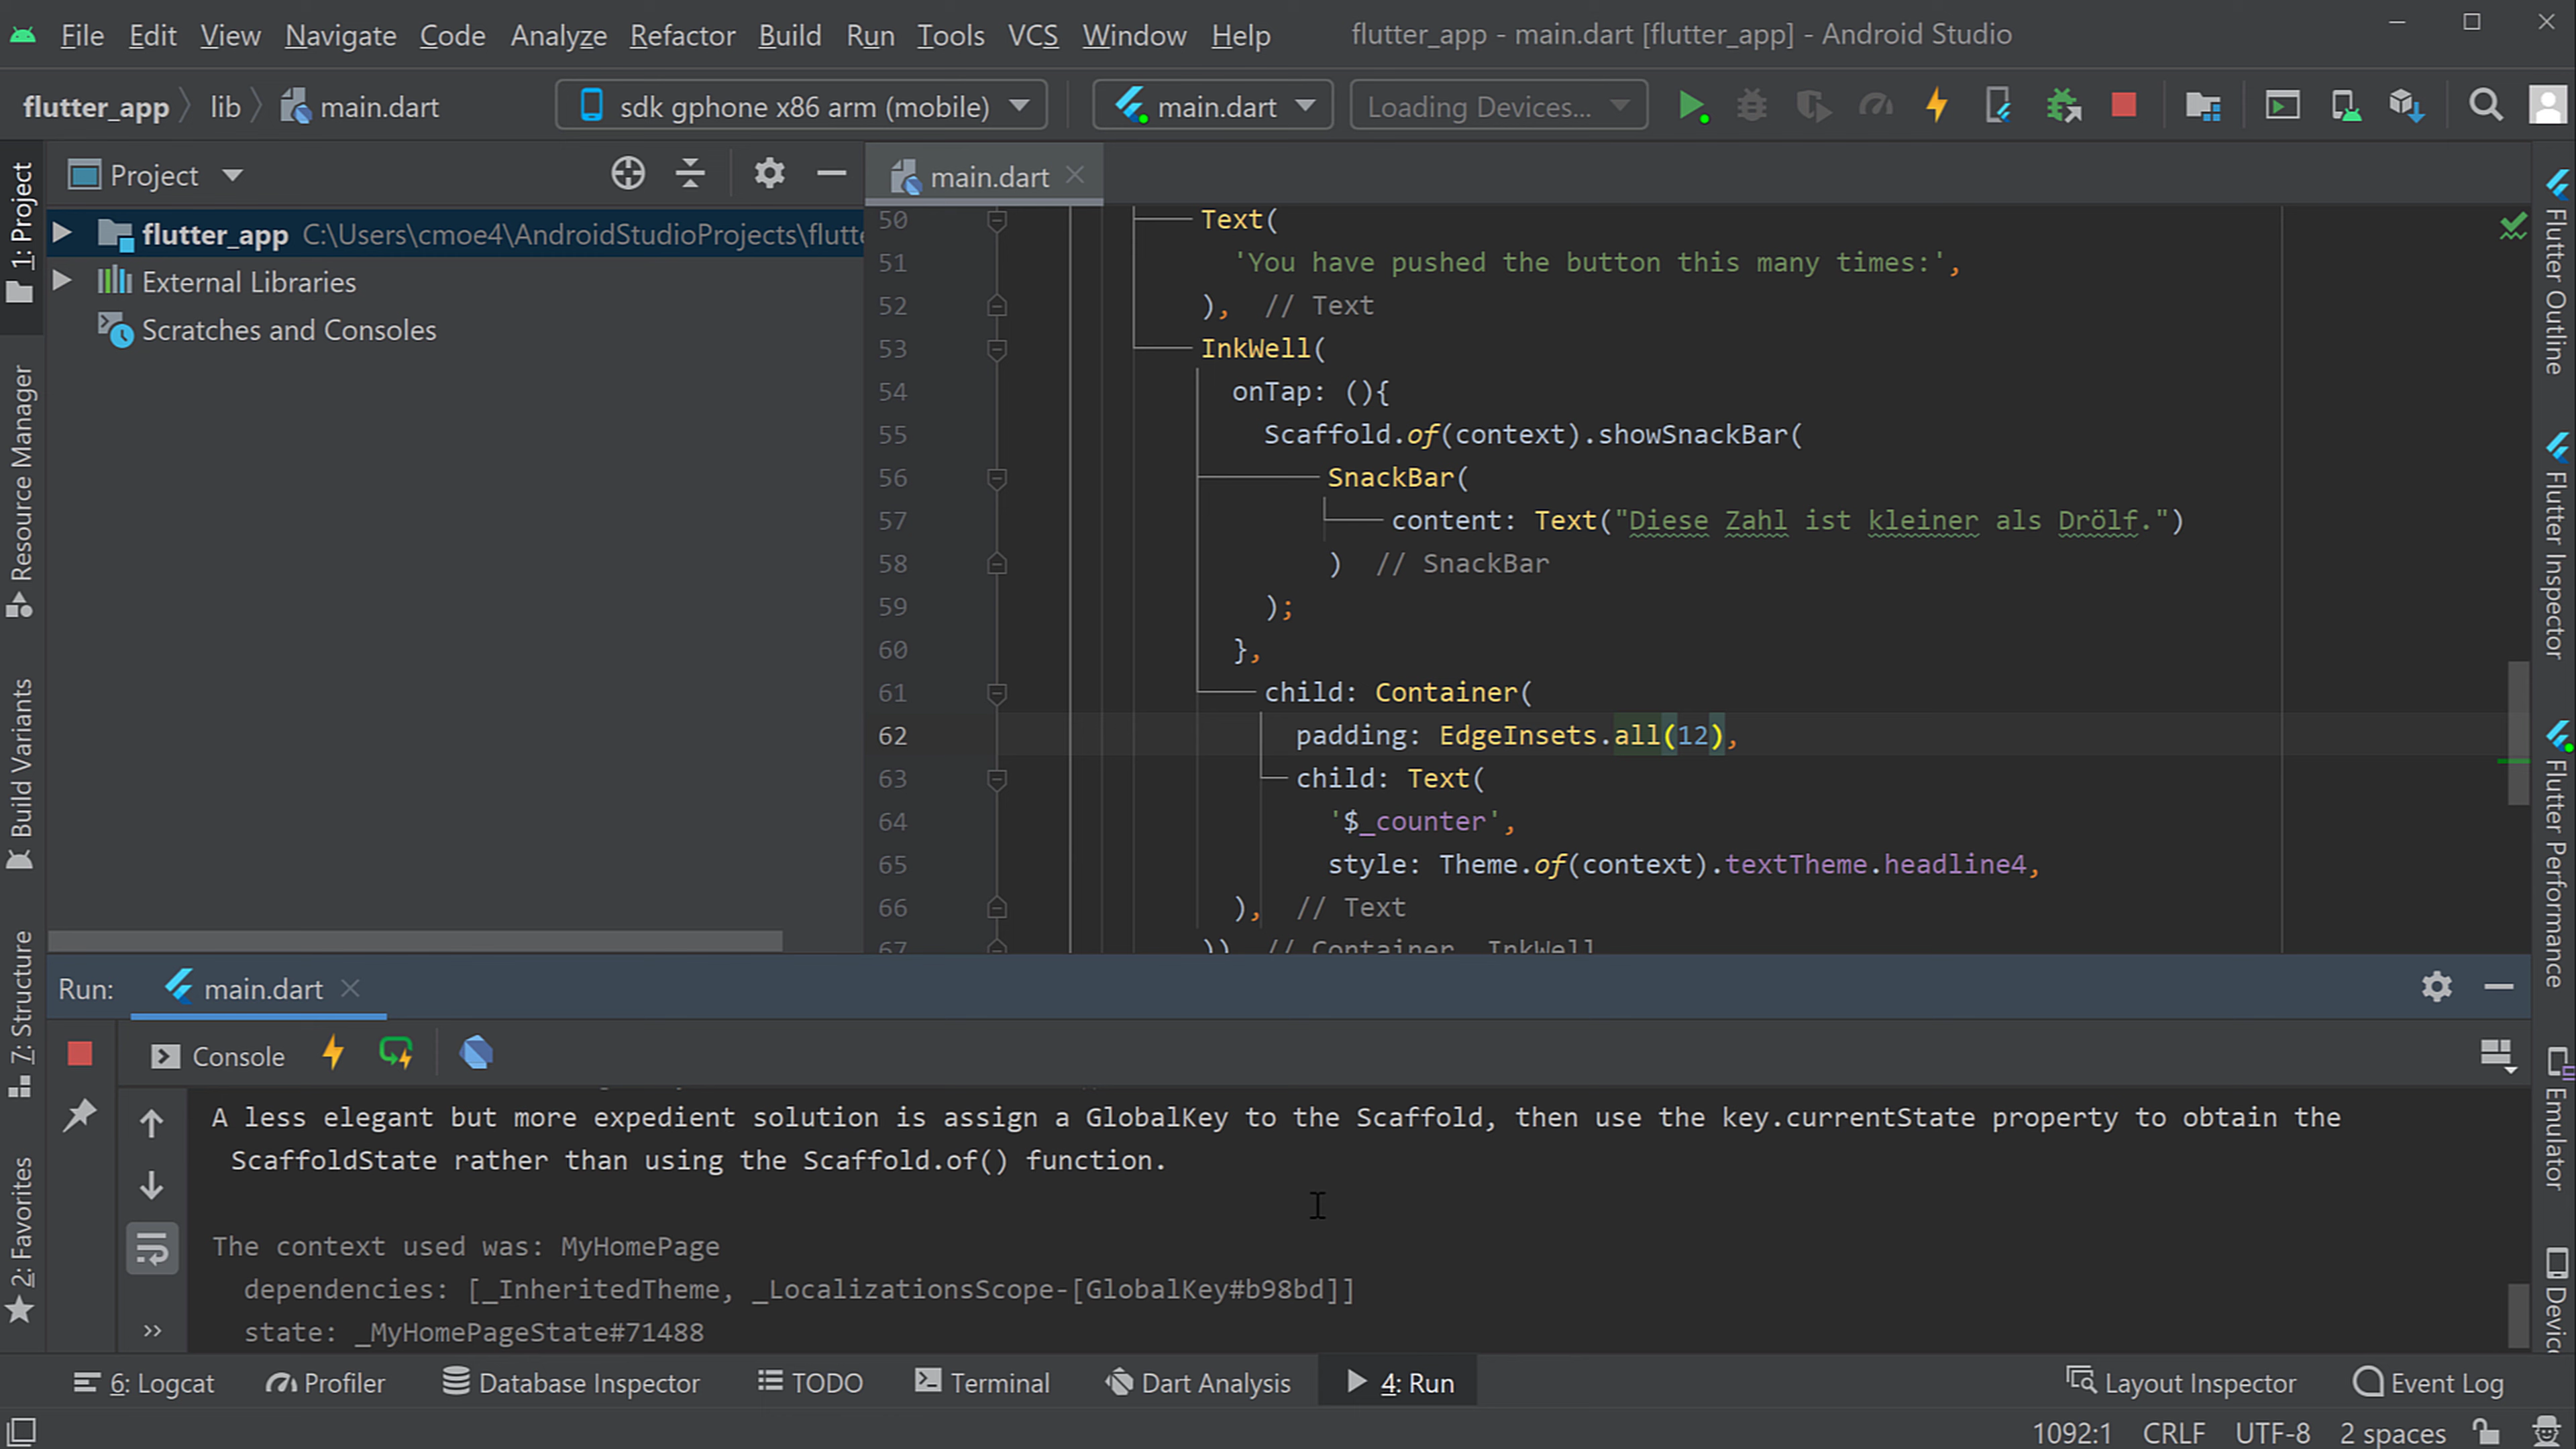 File Edit View Navigate Code Analyze Refactor Build Run Tools VCS Window Help flutter_app - main.dart [flutter_app] - Android Studio
flutter_app lib main.dart sdk gphone x86 arm (mobile) main.dart Loading Devices...
Project main.dart
flutter_app C:\Users\cmoe4\AndroidStudioProjects\flutte
External Libraries
Scratches and Consoles
50 Text(
51 'You have pushed the button this many times:',
52 ), // Text
53 InkWell(
54 onTap: (){
55 Scaffold.of(context).showSnackBar(
56 SnackBar(
57 content: Text("Diese Zahl ist kleiner als Drölf.")
58 ) // SnackBar
59 );
60 },
61 child: Container(
62 padding: EdgeInsets.all(12),
63 child: Text(
64 '$_counter',
65 style: Theme.of(context).textTheme.headline4,
66 ), // Text
67 )) // Container, InkWell
Run: main.dart
Console
A less elegant but more expedient solution is assign a GlobalKey to the Scaffold, then use the key.currentState property to obtain the
ScaffoldState rather than using the Scaffold.of() function.
The context used was: MyHomePage
dependencies: [_InheritedTheme, _LocalizationsScope-[GlobalKey#b98bd]]
state: _MyHomePageState#71488
6: Logcat Profiler Database Inspector TODO Terminal Dart Analysis 4: Run Layout Inspector Event Log
1092:1 CRLF UTF-8 2 spaces
1: Project
Resource Manager
Build Variants
7: Structure
2: Favorites
Flutter Outline
Flutter Inspector
Flutter Performance
Emulator